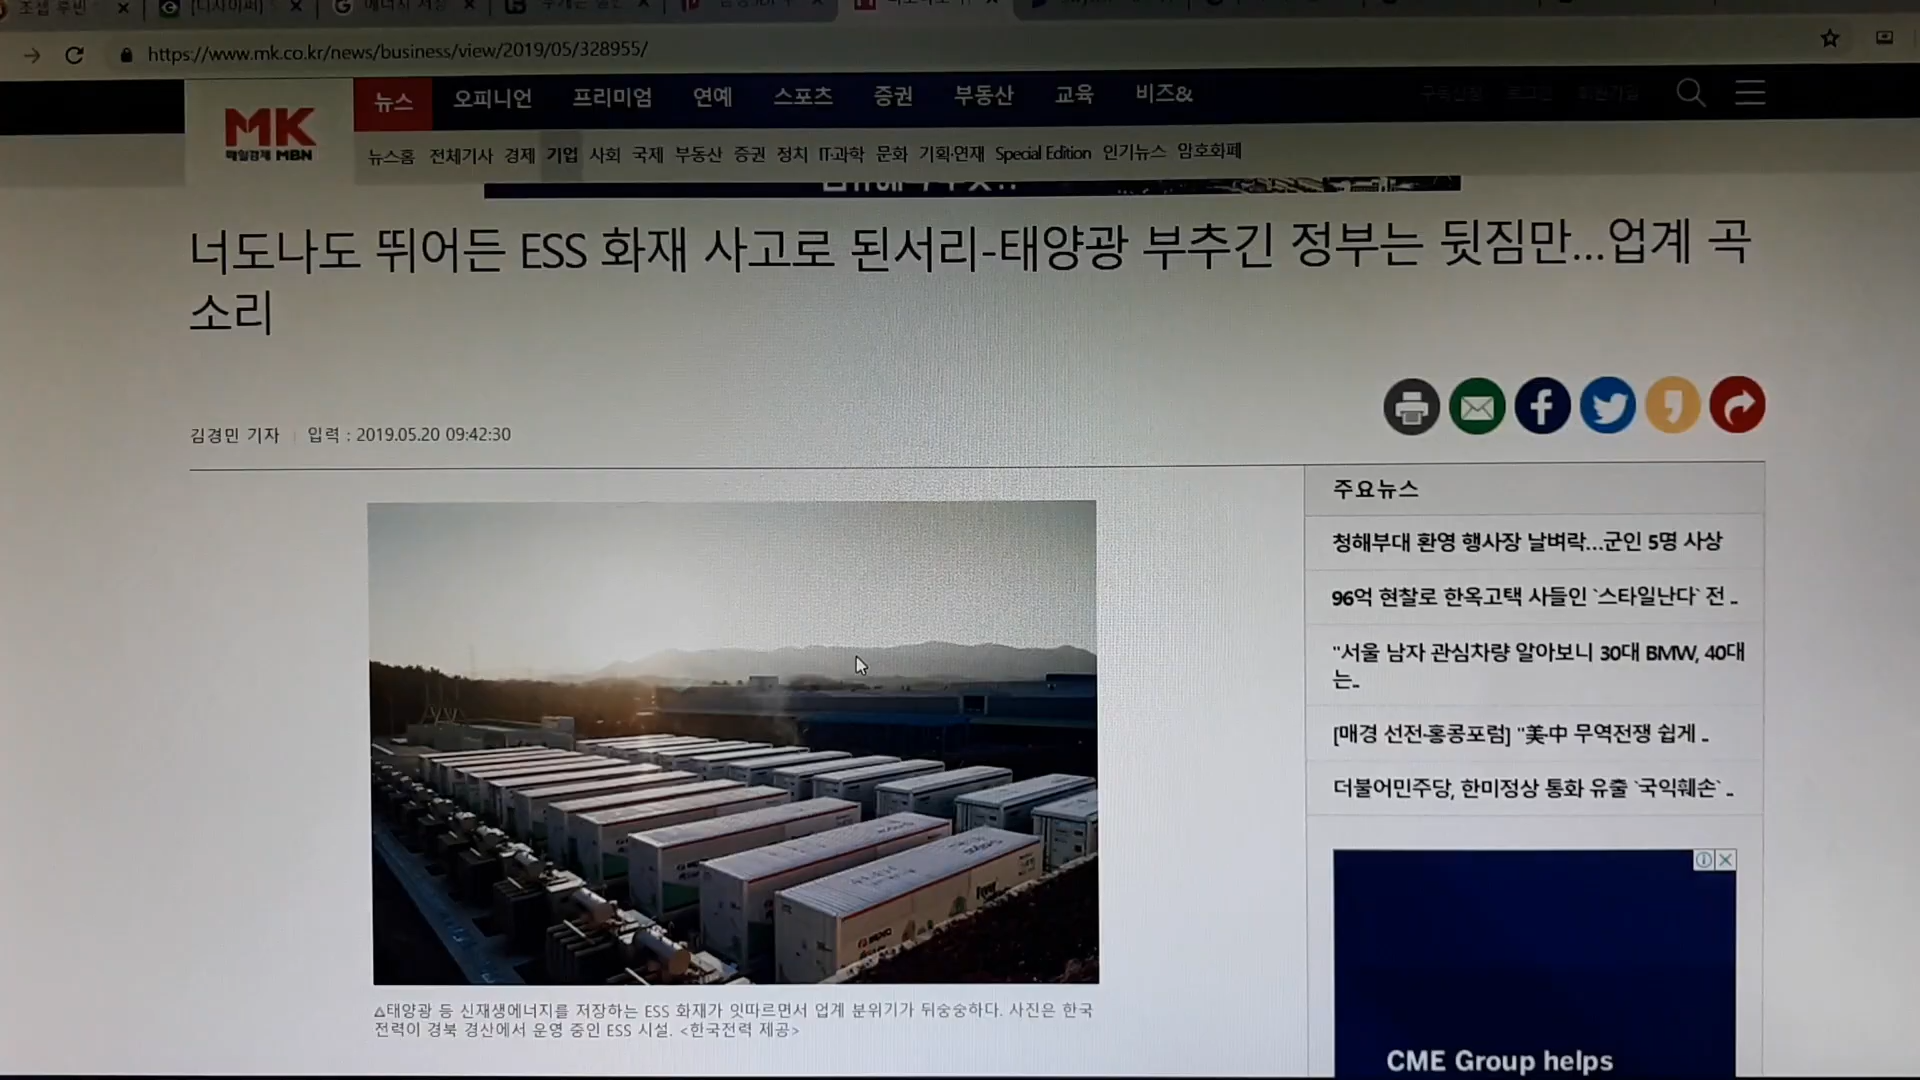 https://www.mk.co.kr/news/business/view/2019/05/328955/
MK
매일경제 MBN
뉴스 오피니언 프리미엄 연예 스포츠 증권 부동산 교육 비즈&
구독신청 로그인 회원가입
뉴스홈 전체기사 경제 기업 사회 국제 부동산 증권 정치 IT·과학 문화 기획·연재 Special Edition 인기뉴스 암호화폐
너도나도 뛰어든 ESS 화재 사고로 된서리-태양광 부추긴 정부는 뒷짐만...업계 곡
소리
김경민 기자 | 입력 : 2019.05.20 09:42:30
주요뉴스
청해부대 환영 행사장 날벼락...군인 5명 사상
96억 현찰로 한옥고택 사들인 `스타일난다` 전 ..
"서울 남자 관심차량 알아보니 30대 BMW, 40대
는..
[매경 선전·홍콩포럼] "美·中 무역전쟁 쉽게 ..
더불어민주당, 한미정상 통화 유출 `국익훼손` ..
△태양광 등 신재생에너지를 저장하는 ESS 화재가 잇따르면서 업계 분위기가 뒤숭숭하다. 사진은 한국
전력이 경북 경산에서 운영 중인 ESS 시설. <한국전력 제공>
CME Group helps